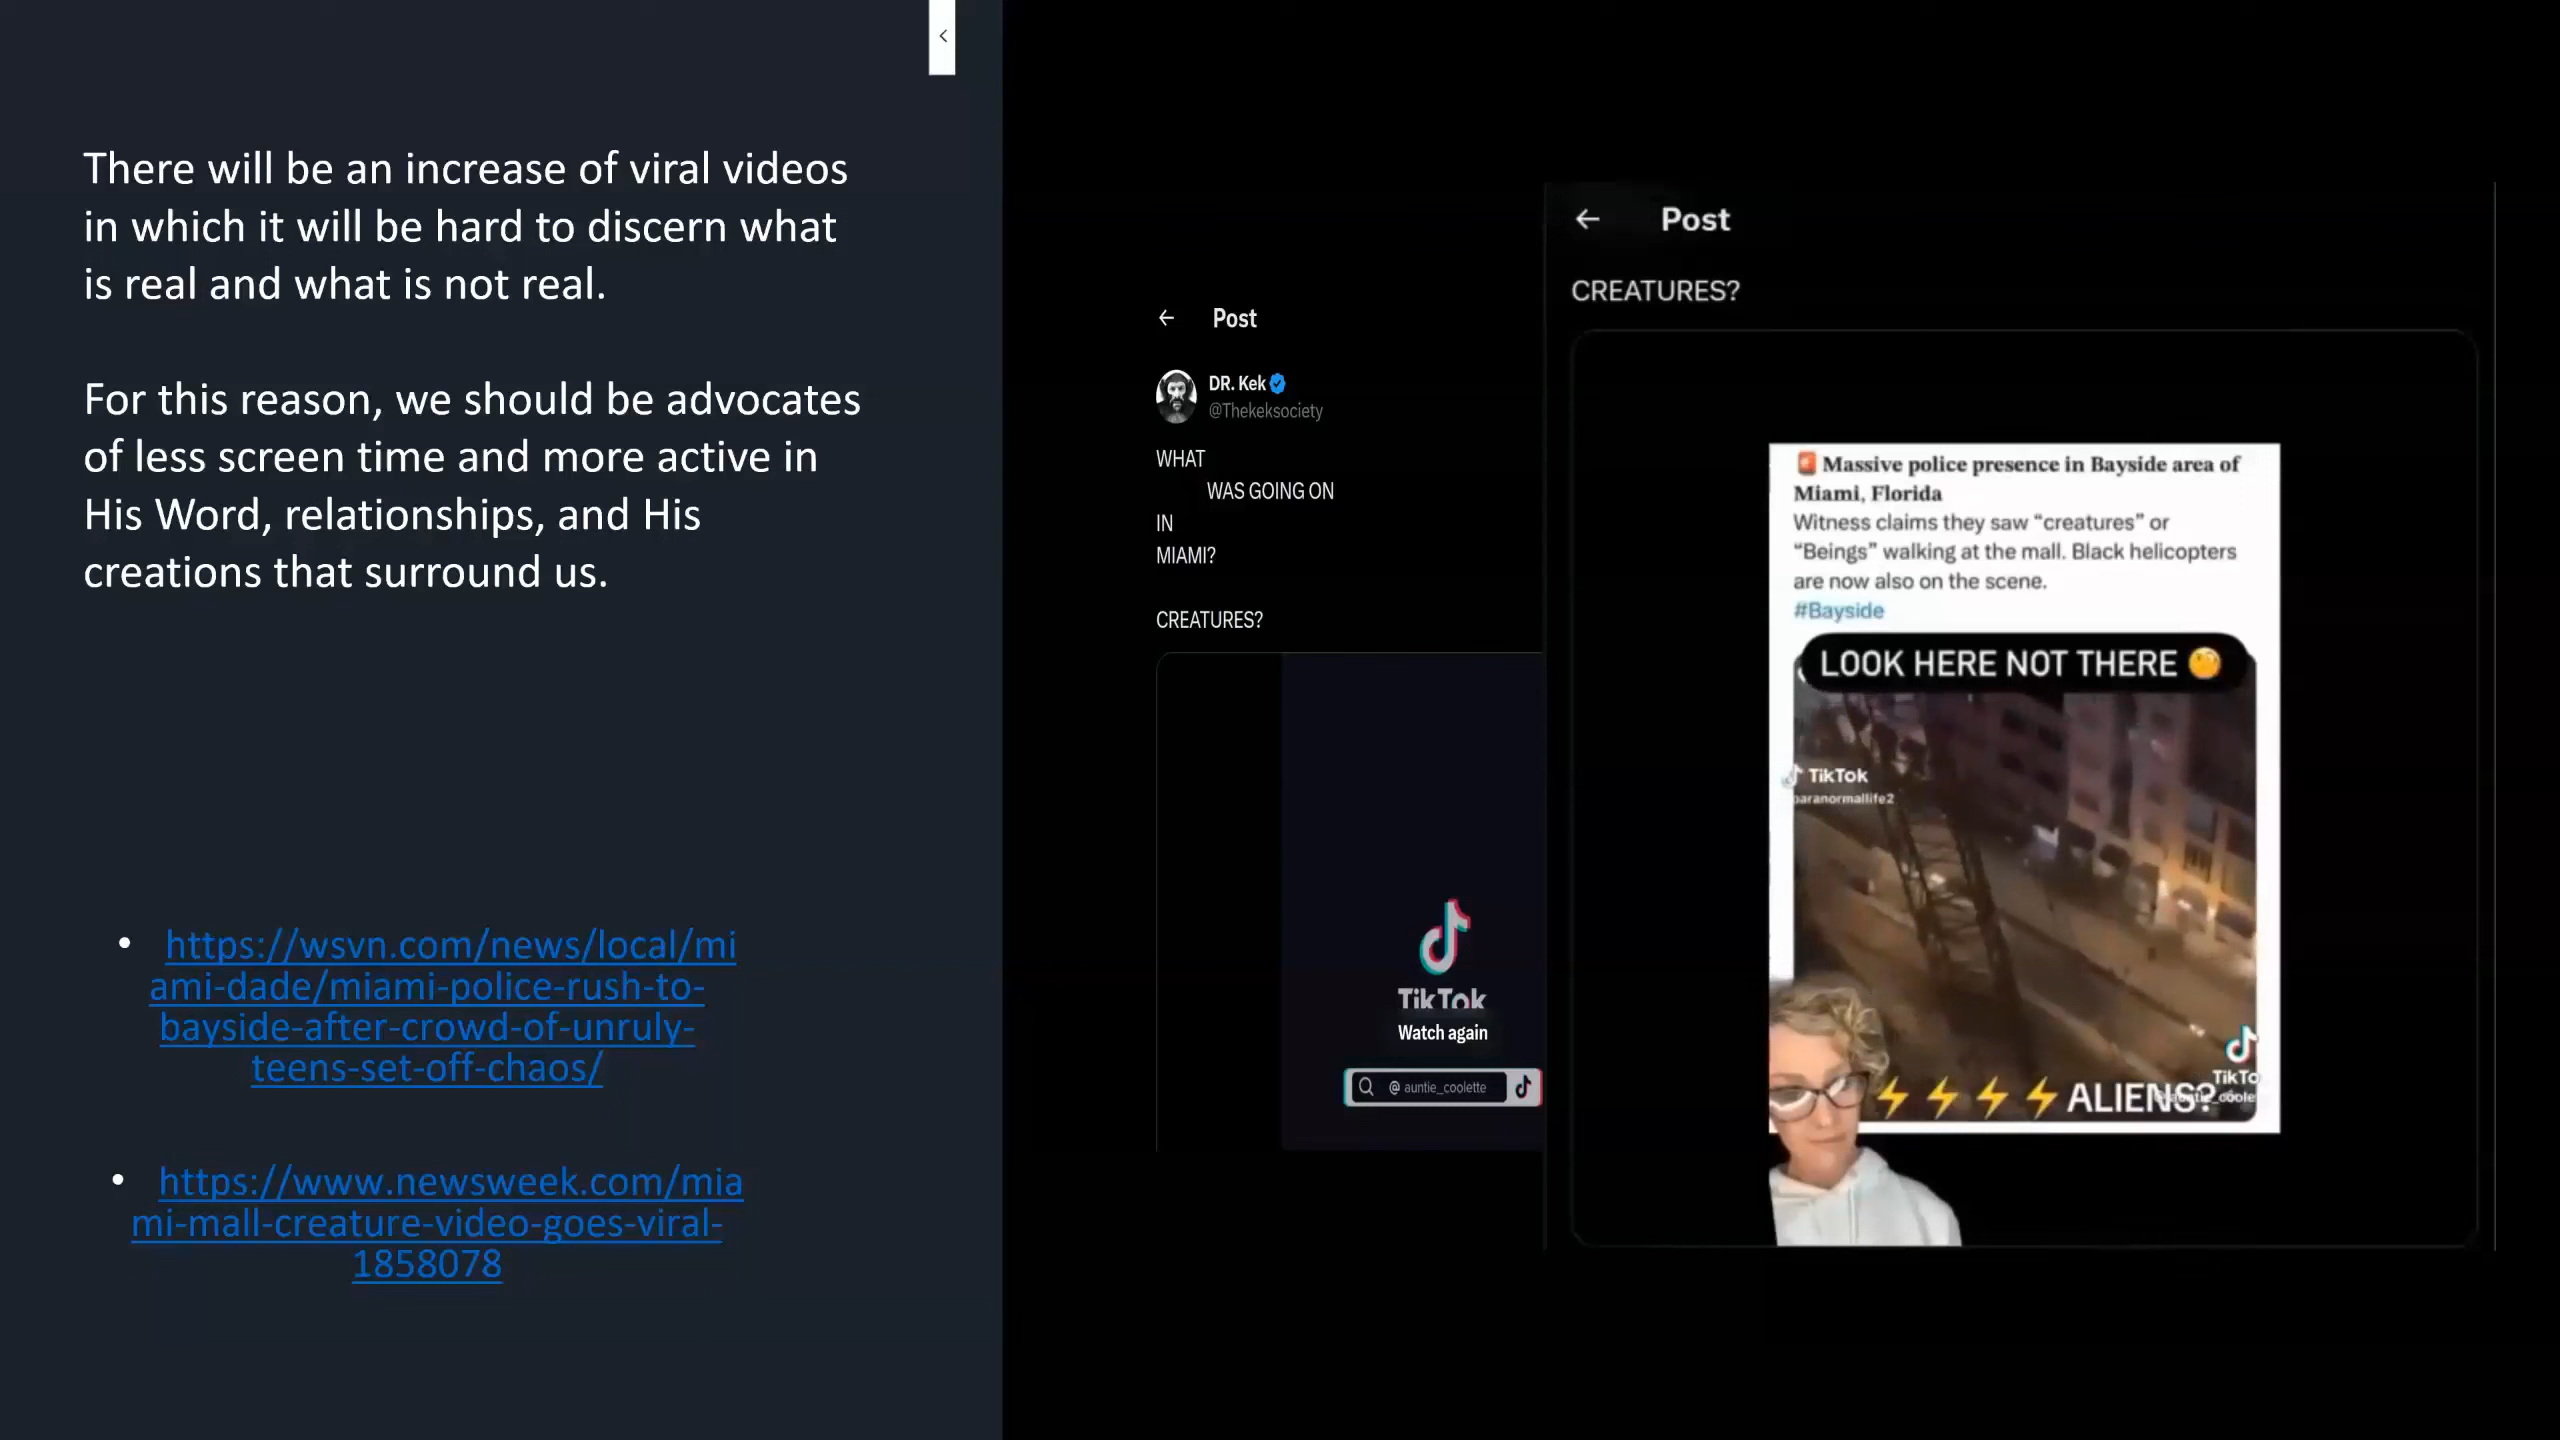 There will be an increase of viral videos
in which it will be hard to discern what
is real and what is not real.
For this reason, we should be advocates
of less screen time and more active in
His Word, relationships, and His
creations that surround us.
https://wsvn.com/news/local/mi
ami-dade/miami-police-rush-to-
bayside-after-crowd-of-unruly-
teens-set-off-chaos/
https://www.newsweek.com/mia
mi-mall-creature-video-goes-viral-
1858078
Post
DR. Kek
@Thekeksociety
WHAT
WAS GOING ON
IN
MIAMI?
CREATURES?
TikTok
Watch again
@ auntie_coolette
Post
CREATURES?
Massive police presence in Bayside area of
Miami, Florida
Witness claims they saw “creatures” or
“Beings” walking at the mall. Black helicopters
are now also on the scene.
#Bayside
LOOK HERE NOT THERE
TikTok
paranormallife2
ALIENS?